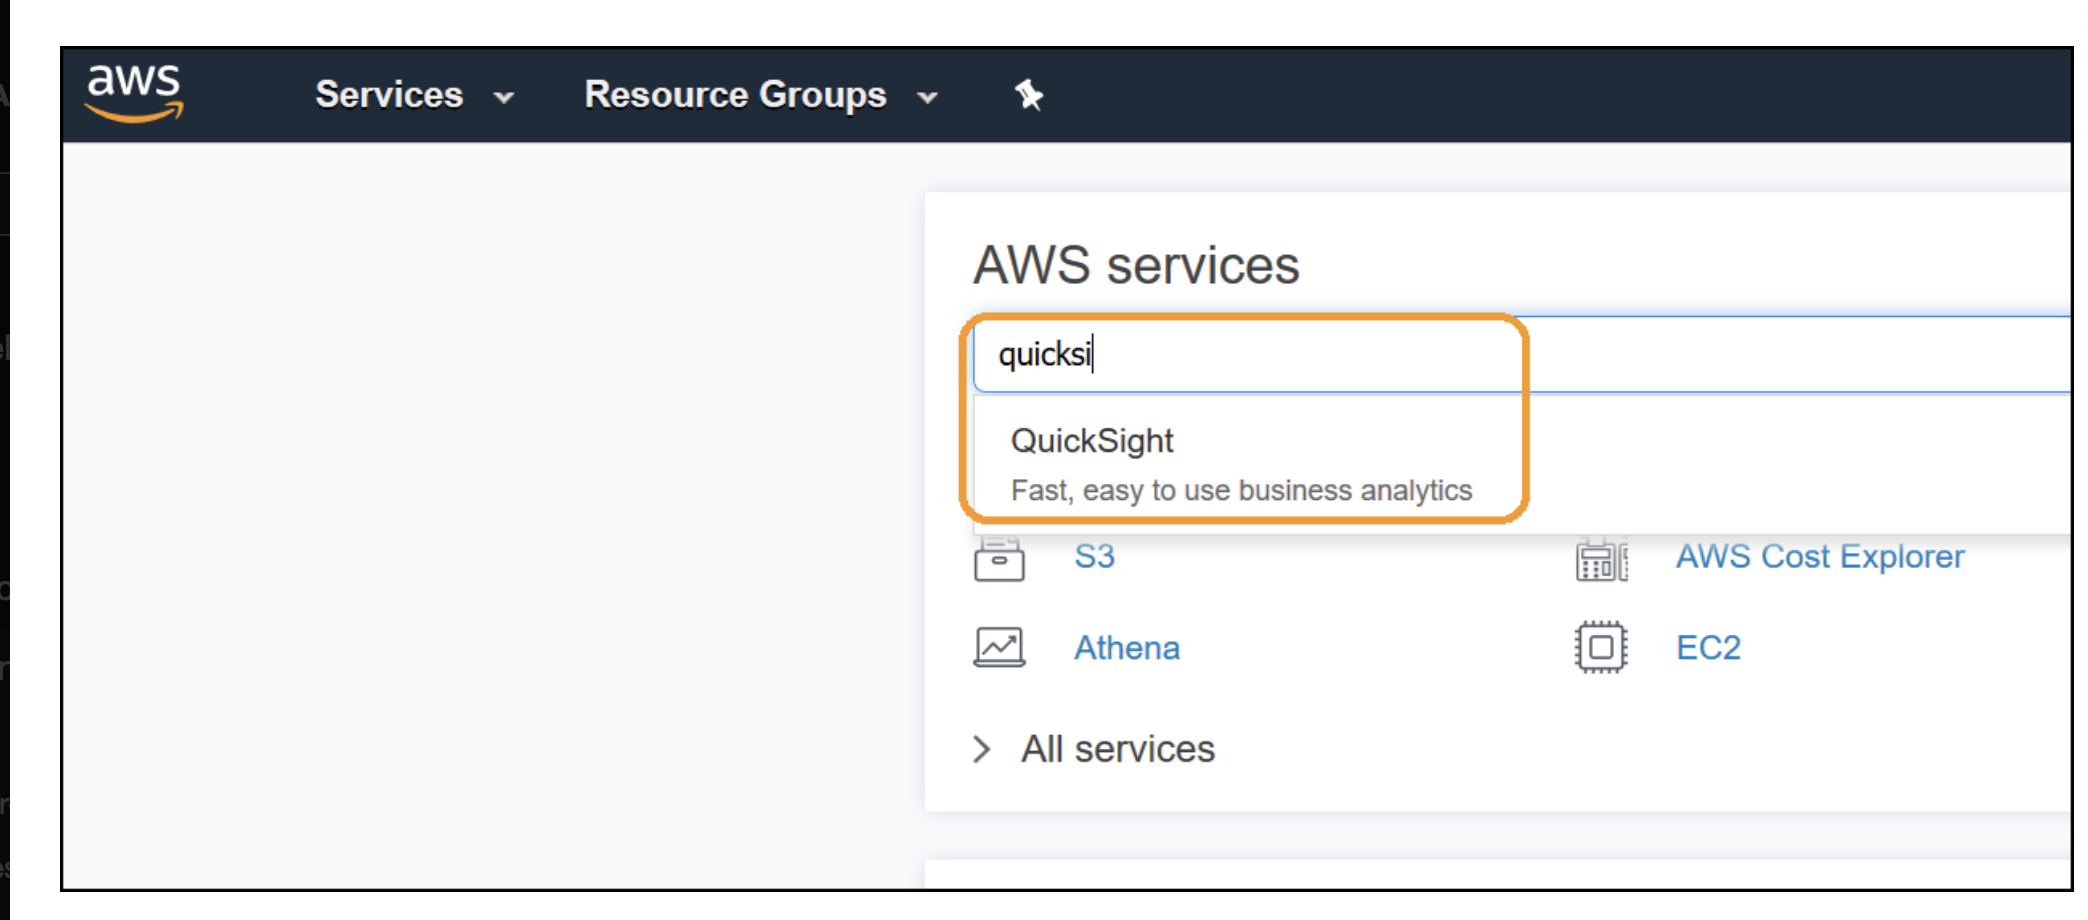 aws
Services
Resource Groups
AWS services
quicksi
QuickSight
Fast, easy to use business analytics
S3
AWS Cost Explorer
Athena
EC2
All services